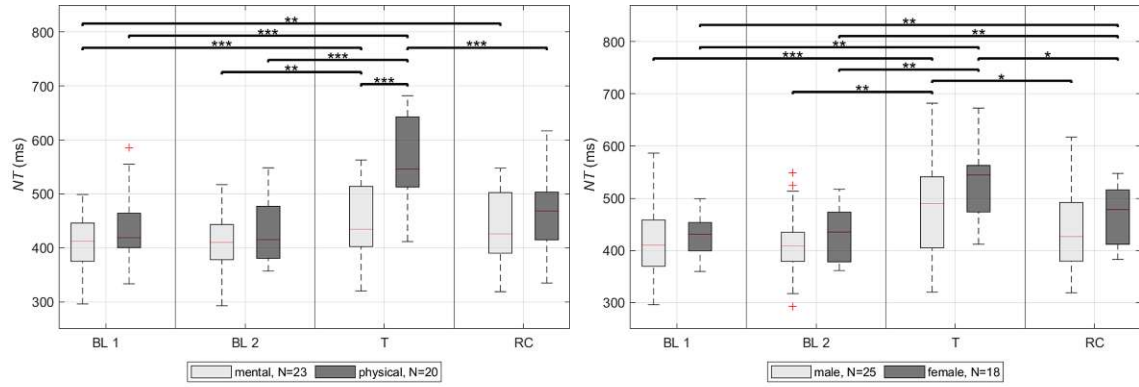 ** **
*** **
*** *** *** ** *
*** **
** *** ** *
800
700
600
500
400
300
NT (ms)
BL 1 BL 2 T RC
mental, N=23 physical, N=20
800
700
600
500
400
300
NT (ms)
BL 1 BL 2 T RC
male, N=25 female, N=18